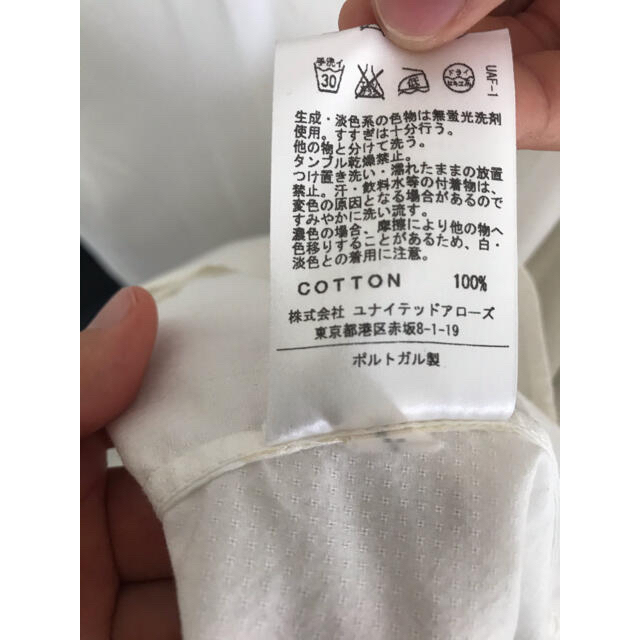 手洗イ
30
低
ドライ
UAF-1
生成・淡色系の色物は無蛍光洗剤
使用。すすぎは十分行う。
他の物と分けて洗う。
タンブル乾燥禁止。
つけ置き洗い・濡れたままの放置
禁止。汗・飲料水等の付着物は、
変色の原因となる場合があるので
すみやかに洗い流す。
濃色の場合、摩擦により他の物へ
色移りすることがあるため、白・
淡色との着用に注意。
COTTON 100%
株式会社 ユナイテッドアローズ
東京都港区赤坂8-1-19
ポルトガル製